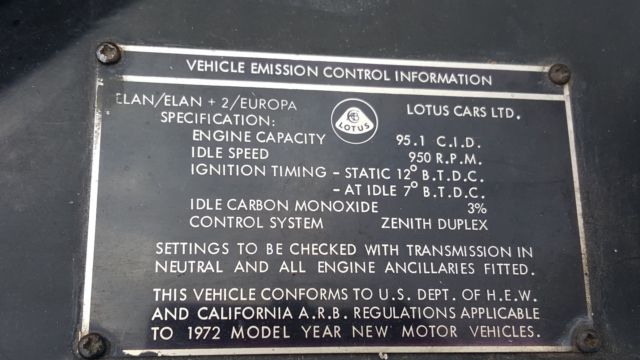 VEHICLE EMISSION CONTROL INFORMATION
ELAN/ELAN + 2/EUROPA LOTUS CARS LTD.
SPECIFICATION:
LOTUS
ENGINE CAPACITY 95.1 C.I.D.
IDLE SPEED 950 R.P.M.
IGNITION TIMING - STATIC 12° B.T.D.C.
- AT IDLE 7° B.T.D.C.
IDLE CARBON MONOXIDE 3%
CONTROL SYSTEM ZENITH DUPLEX
SETTINGS TO BE CHECKED WITH TRANSMISSION IN
NEUTRAL AND ALL ENGINE ANCILLARIES FITTED.
THIS VEHICLE CONFORMS TO U.S. DEPT. OF H.E.W.
AND CALIFORNIA A.R.B. REGULATIONS APPLICABLE
TO 1972 MODEL YEAR NEW MOTOR VEHICLES.